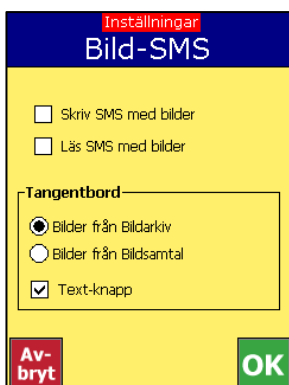 Inställningar
Bild-SMS
Skriv SMS med bilder
Läs SMS med bilder
Tangentbord
Bilder från Bildarkiv
Bilder från Bildsamtal
Text-knapp
Av-
bryt
OK